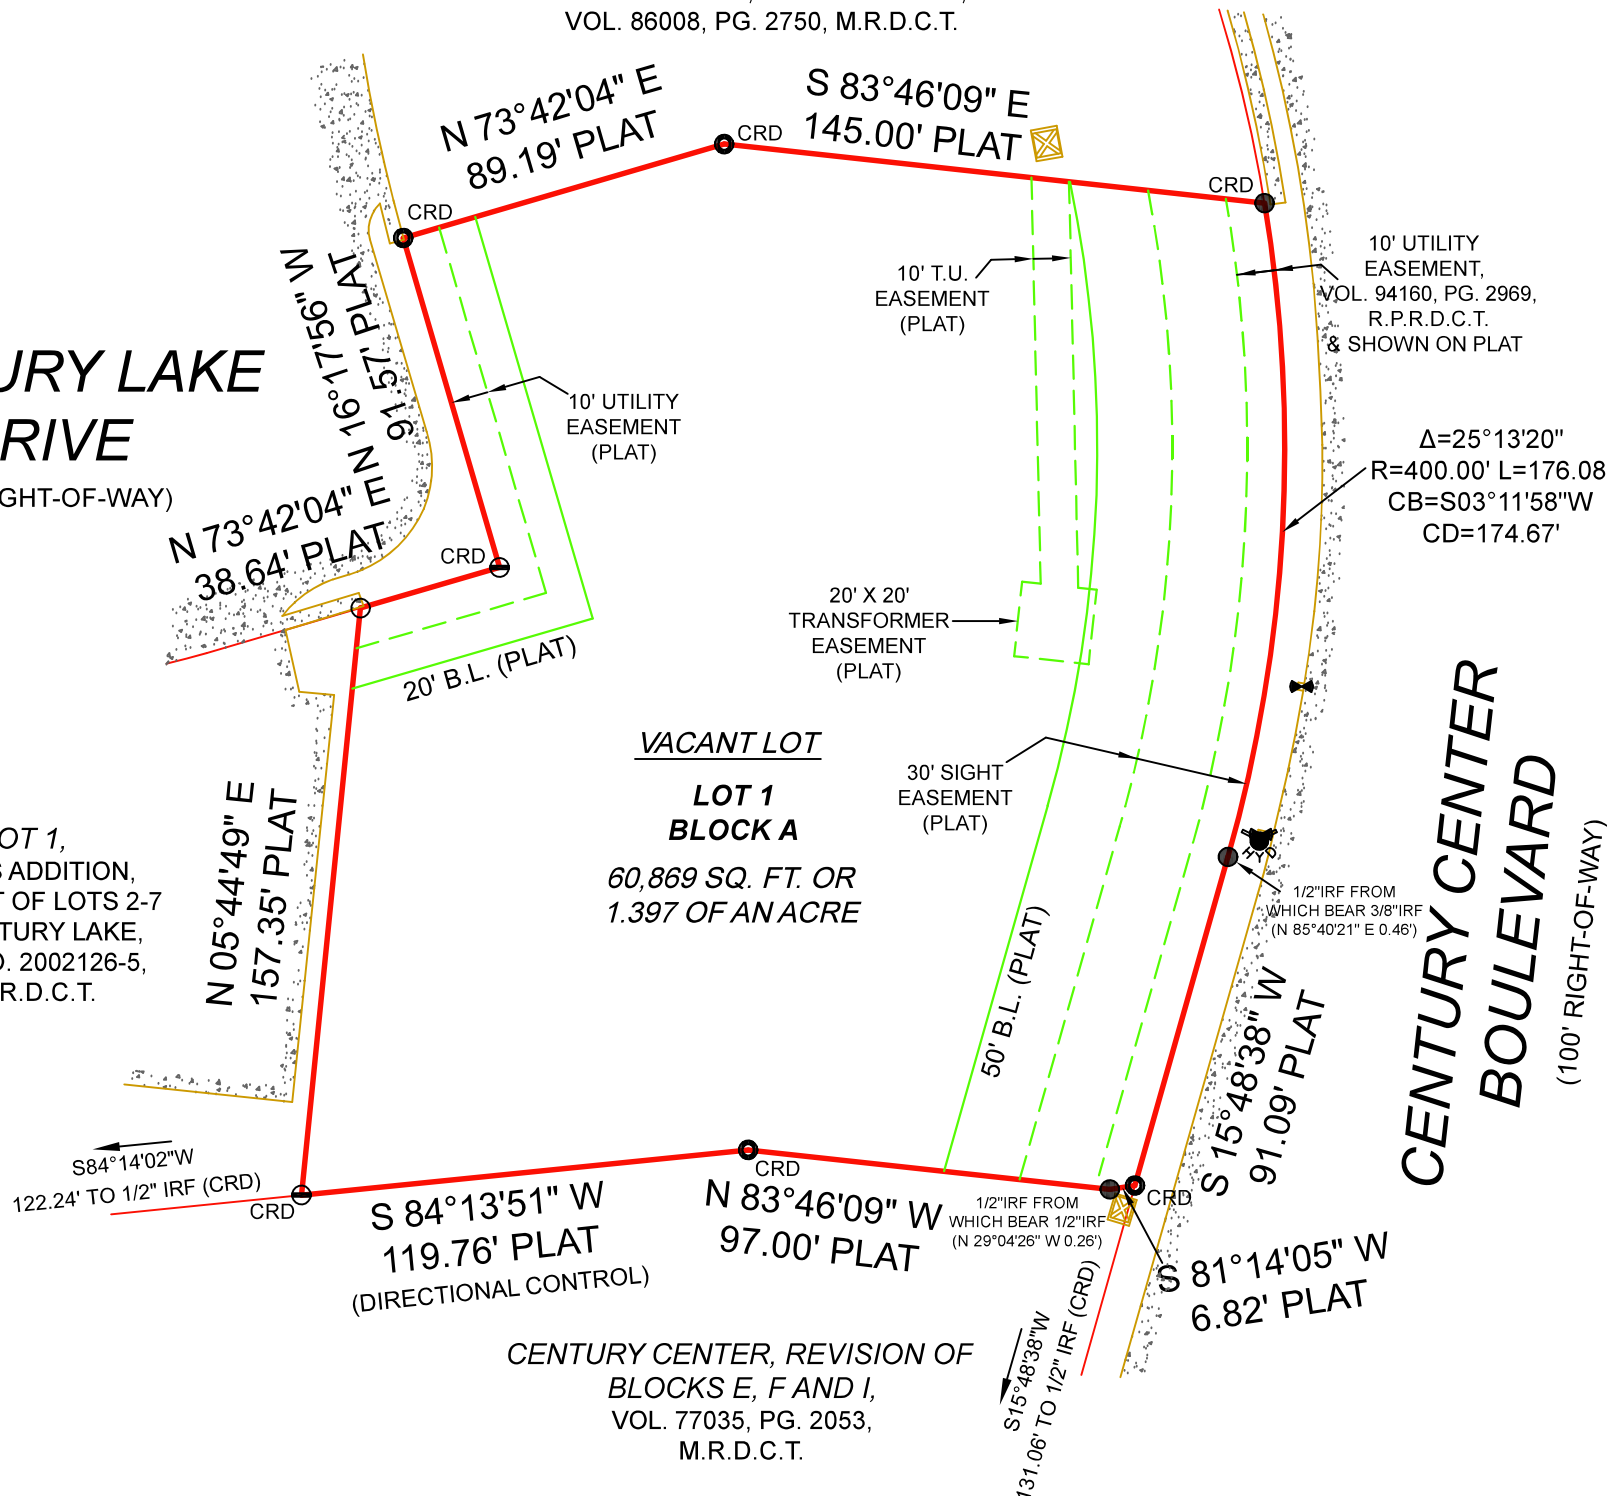 VOL. 86008, PG. 2750, M.R.D.C.T.
N 73°42'04" E
89.19' PLAT
CRD
S 83°46'09" E
145.00' PLAT
CRD
CRD
N 16°17'56" W
91.57' PLAT
10' T.U.
EASEMENT
(PLAT)
10' UTILITY
EASEMENT,
VOL. 94160, PG. 2969,
R.P.R.D.C.T.
& SHOWN ON PLAT
URY LAKE
RIVE
GHT-OF-WAY)
10' UTILITY
EASEMENT
(PLAT)
Δ=25°13'20"
R=400.00' L=176.08
CB=S03°11'58"W
CD=174.67'
N 73°42'04" E
38.64' PLAT
CRD
20' X 20'
TRANSFORMER
EASEMENT
(PLAT)
20' B.L. (PLAT)
VACANT LOT
LOT 1
BLOCK A
60,869 SQ. FT. OR
1.397 OF AN ACRE
30' SIGHT
EASEMENT
(PLAT)
N 05°44'49" E
157.35' PLAT
OT 1,
S ADDITION,
T OF LOTS 2-7
TURY LAKE,
O. 2002126-5,
R.D.C.T.
HYD
1/2"IRF FROM
WHICH BEAR 3/8"IRF
(N 85°40'21" E 0.46')
CENTURY CENTER
BOULEVARD
(100' RIGHT-OF-WAY)
50' B.L. (PLAT)
S 15°48'38" W
91.09' PLAT
S84°14'02"W
122.24' TO 1/2" IRF (CRD)
CRD
S 84°13'51" W
119.76' PLAT
(DIRECTIONAL CONTROL)
CRD
N 83°46'09" W
97.00' PLAT
1/2"IRF FROM
WHICH BEAR 1/2"IRF
(N 29°04'26" W 0.26')
CRD
S 81°14'05" W
6.82' PLAT
S15°48'38"W
131.06' TO 1/2" IRF (CRD)
CENTURY CENTER, REVISION OF
BLOCKS E, F AND I,
VOL. 77035, PG. 2053,
M.R.D.C.T.